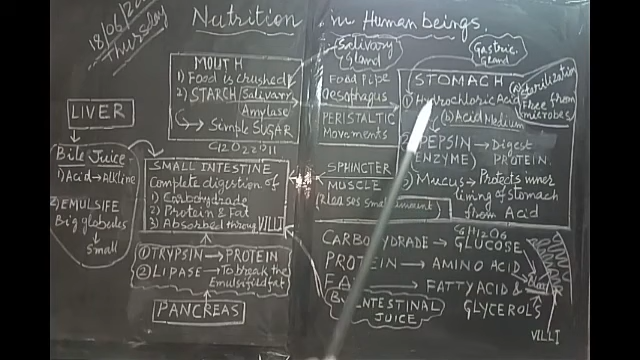 18/06/20
Thursday
Nutrition in Human beings.
MOUTH
1) Food is crushed
2) STARCH / Salivary
Amylase
Simple SUGAR
C12O22H11
Salivary
Gland
FOOD PIPE
Oesophagus
PERISTALTIC
Movements
Gastric
gland
STOMACH
1) Hydrochloric Acid
(a) Sterilization
Free from
microbes
(b) Acid Medium
PEPSIN → Digest
(ENZYME) PROTEIN.
Mucus → Protects inner
lining of Stomach
from Acid
SPHINCTER
MUSCLE
LIVER
Bile Juice
1) Acid → Alkline
2) EMULSIFE
Big globules
small
SMALL INTESTINE
Complete digestion of
1) Carbohydrade
2) Protein & Fat
3) Absorbed throug VILLI
1) TRYPSIN → PROTEIN
2) LIPASE → To break the
Emulsified fat
PANCREAS
C6H12O6
CARBOHYDRADE → GLUCOSE
PROTEIN → AMINO ACID
→ FATTY ACID &
GLYCEROL'S
INTESTINAL
JUICE
VILLI